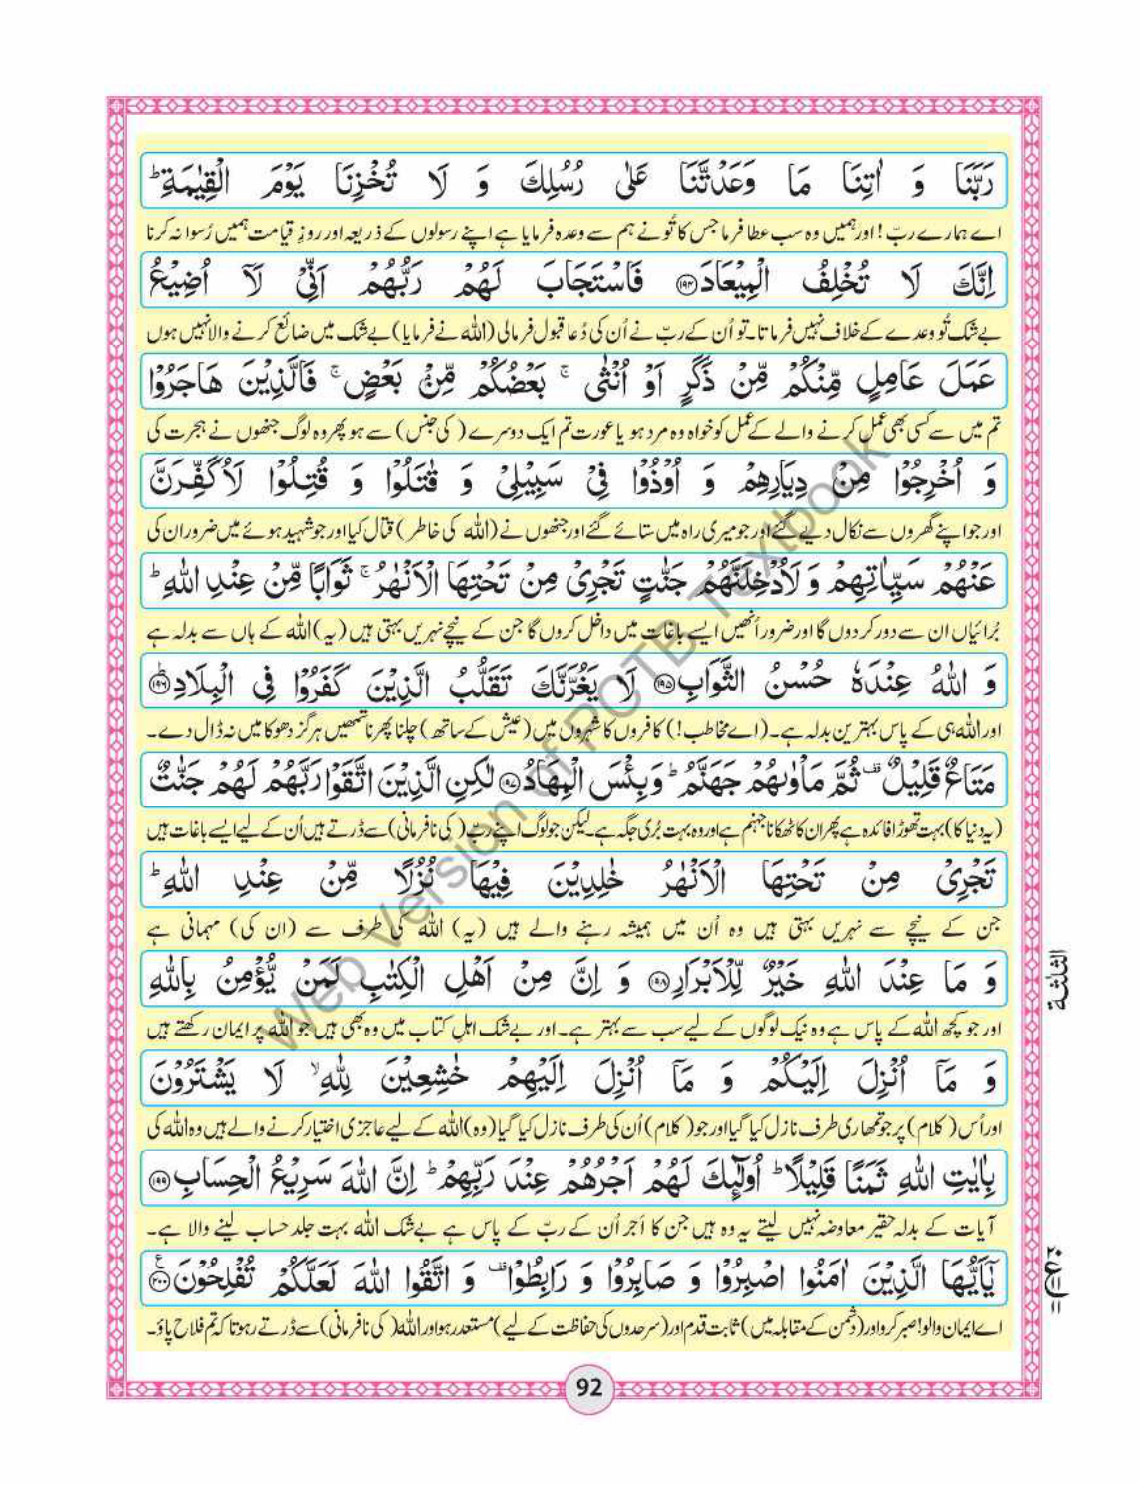 رَبَّنَا وَ اٰتِنَا مَا وَعَدْتَّنَا عَلٰى رُسُلِكَ وَ لَا تُخْزِنَا يَوْمَ الْقِيٰمَةِ ؕ
اے ہمارے ربّ! اور ہمیں وہ سب عطا فرما جس کا تُو نے ہم سے وعدہ فرمایا ہے اپنے رسولوں کے ذریعہ اور روزِ قیامت ہمیں رُسوا نہ کرنا
اِنَّكَ لَا تُخْلِفُ الْمِيْعَادَ ﴿۱۹۴﴾ فَاسْتَجَابَ لَهُمْ رَبُّهُمْ اَنِّيْ لَاۤ اُضِيْعُ
بےشک تُو وعدے کے خلاف نہیں فرماتا۔ تو اُن کے ربّ نے اُن کی دُعا قبول فرمالی (اللہ نے فرمایا) بےشک میں ضائع کرنے والا نہیں ہوں
عَمَلَ عَامِلٍ مِّنْكُمْ مِّنْ ذَكَرٍ اَوْ اُنْثٰى ۚ بَعْضُكُمْ مِّنْۢ بَعْضٍ ۚ فَالَّذِيْنَ هَاجَرُوْا
تم میں سے کسی بھی عمل کرنے والے کے عمل کو خواہ وہ مرد ہو یا عورت تم ایک دوسرے (کی جنس) سے ہو پھر وہ لوگ جنھوں نے ہجرت کی
وَ اُخْرِجُوْا مِنْ دِيَارِهِمْ وَ اُوْذُوْا فِيْ سَبِيْلِيْ وَ قٰتَلُوْا وَ قُتِلُوْا لَاُكَفِّرَنَّ
اور جو اپنے گھروں سے نکال دیے گئے اور جو میری راہ میں ستائے گئے اور جنھوں نے (اللہ کی خاطر) قتال کیا اور جو شہید ہوئے میں ضرور ان کی
عَنْهُمْ سَيِّاٰتِهِمْ وَ لَاُدْخِلَنَّهُمْ جَنّٰتٍ تَجْرِيْ مِنْ تَحْتِهَا الْاَنْهٰرُ ۚ ثَوَابًا مِّنْ عِنْدِ اللّٰهِ ؕ
بُرائیاں ان سے دور کردوں گا اور ضرور اُنھیں ایسے باغات میں داخل کروں گا جن کے نیچے نہریں بہتی ہیں (یہ) اللہ کے ہاں سے بدلہ ہے
وَ اللّٰهُ عِنْدَهٗ حُسْنُ الثَّوَابِ ﴿۱۹۵﴾ لَا يَغُرَّنَّكَ تَقَلُّبُ الَّذِيْنَ كَفَرُوْا فِي الْبِلَادِ ؕ﴿۱۹۶﴾
اور اللہ ہی کے پاس بہترین بدلہ ہے۔ (اے مخاطب!) کافروں کا شہروں میں (عیش کے ساتھ) چلنا پھرنا تمھیں ہرگز دھوکا میں نہ ڈال دے۔
مَتَاعٌ قَلِيْلٌ ۫ ثُمَّ مَاْوٰىهُمْ جَهَنَّمُ ؕ وَ بِئْسَ الْمِهَادُ ﴿۱۹۷﴾ لٰكِنِ الَّذِيْنَ اتَّقَوْا رَبَّهُمْ لَهُمْ جَنّٰتٌ
(یہ دنیا کا) بہت تھوڑا فائدہ ہے پھر ان کا ٹھکانا جہنم ہے اور وہ بہت بُری جگہ ہے۔ لیکن جو لوگ اپنے ربّ (کی نافرمانی) سے ڈرتے ہیں اُن کے لیے ایسے باغات ہیں
تَجْرِيْ مِنْ تَحْتِهَا الْاَنْهٰرُ خٰلِدِيْنَ فِيْهَا نُزُلًا مِّنْ عِنْدِ اللّٰهِ ؕ
جن کے نیچے سے نہریں بہتی ہیں وہ اُن میں ہمیشہ رہنے والے ہیں (یہ) اللہ کی طرف سے (ان کی) مہمانی ہے
وَ مَا عِنْدَ اللّٰهِ خَيْرٌ لِّلْاَبْرَارِ ﴿۱۹۸﴾ وَ اِنَّ مِنْ اَهْلِ الْكِتٰبِ لَمَنْ يُّؤْمِنُ بِاللّٰهِ
اور جو کچھ اللہ کے پاس ہے وہ نیک لوگوں کے لیے سب سے بہتر ہے۔ اور بےشک اہلِ کتاب میں وہ بھی ہیں جو اللہ پر ایمان رکھتے ہیں
وَ مَاۤ اُنْزِلَ اِلَيْكُمْ وَ مَاۤ اُنْزِلَ اِلَيْهِمْ خٰشِعِيْنَ لِلّٰهِ ۙ لَا يَشْتَرُوْنَ
اور اُس (کلام) پر جو تمھاری طرف نازل کیا گیا اور جو (کلام) اُن کی طرف نازل کیا گیا (وہ) اللہ کے لیے عاجزی اختیار کرنے والے ہیں وہ اللہ کی
بِاٰيٰتِ اللّٰهِ ثَمَنًا قَلِيْلًا ؕ اُولٰٓئِكَ لَهُمْ اَجْرُهُمْ عِنْدَ رَبِّهِمْ ؕ اِنَّ اللّٰهَ سَرِيْعُ الْحِسَابِ ﴿۱۹۹﴾
آیات کے بدلہ حقیر معاوضہ نہیں لیتے یہ وہ ہیں جن کا اَجر اُن کے ربّ کے پاس ہے بےشک اللہ بہت جلد حساب لینے والا ہے۔
يٰۤاَيُّهَا الَّذِيْنَ اٰمَنُوا اصْبِرُوْا وَ صَابِرُوْا وَ رَابِطُوْا ۫ وَ اتَّقُوا اللّٰهَ لَعَلَّكُمْ تُفْلِحُوْنَ ﴿۲۰۰﴾
اے ایمان والو! صبر کرو اور (دشمن کے مقابلہ میں) ثابت قدم اور (سرحدوں کی حفاظت کے لیے) مستعد رہو اور اللہ (کی نافرمانی) سے ڈرتے رہو تاکہ تم فلاح پاؤ۔
الثلٰثة
92
Web Version of PCTB Textbook